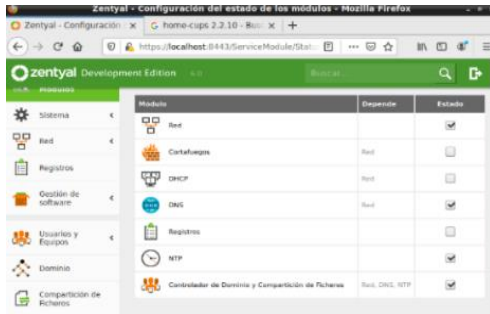 Zentyal - Configuración del estado de los módulos - Mozilla Firefox
Zentyal - Configuración
home-cups 2.2.10 - Bus
https://localhost:8443/ServiceModule/Stat
zentyal Development Edition 6.0
Buscar...
Módulos
Módulo Depende Estado
Sistema
Red
Red
Cortafuegos Red
Registros
DHCP Red
Gestión de software
DNS Red
Registros
Usuarios y Equipos
NTP
Dominio
Controlador de Dominio y Compartición de Ficheros Red, DNS, NTP
Compartición de Ficheros